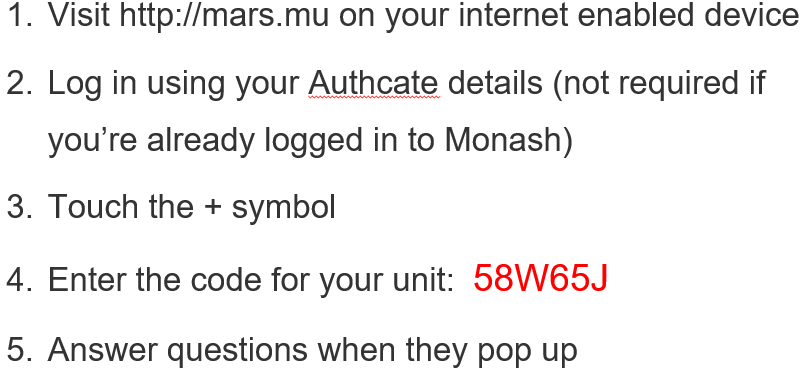 1. Visit http://mars.mu on your internet enabled device
2. Log in using your Authcate details (not required if
you’re already logged in to Monash)
3. Touch the + symbol
4. Enter the code for your unit: 58W65J
5. Answer questions when they pop up